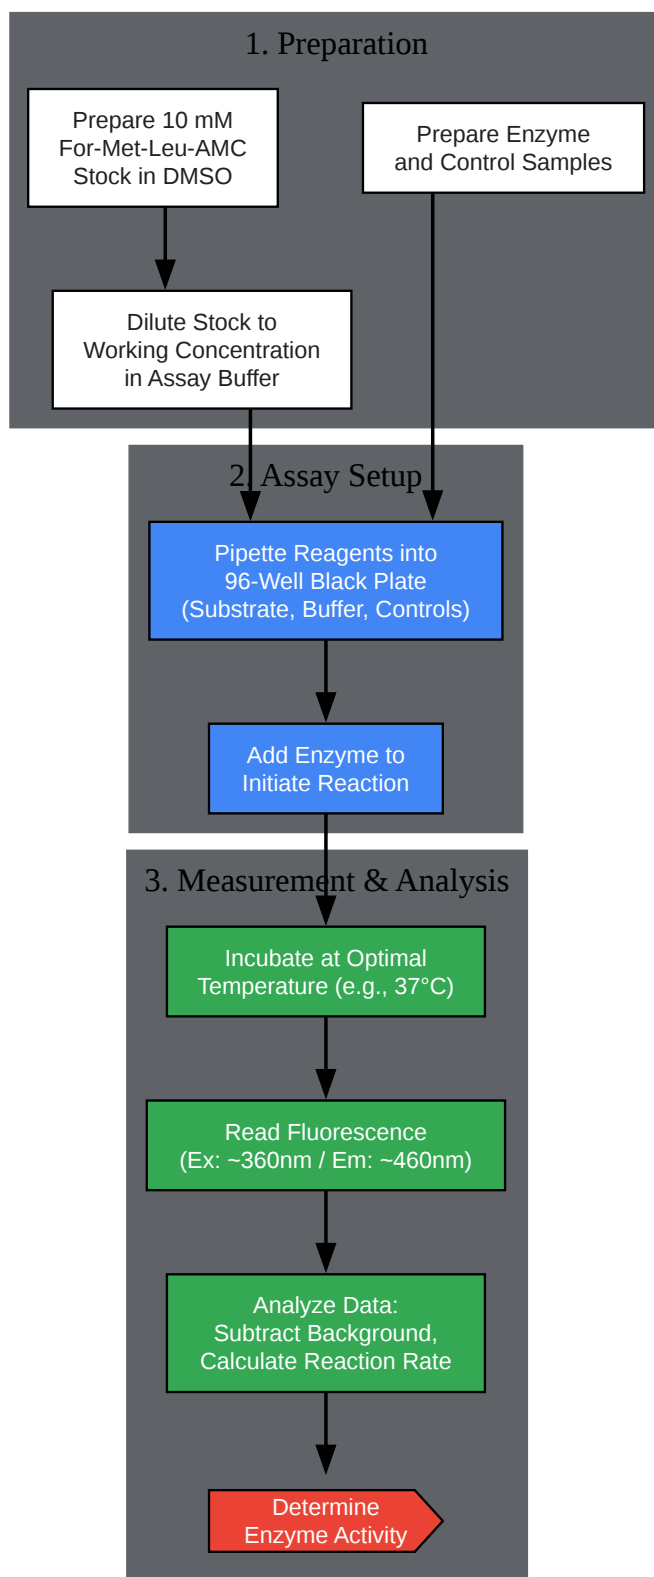 1. Preparation
Prepare 10 mM
For-Met-Leu-AMC
Stock in DMSO
Prepare Enzyme
and Control Samples
Dilute Stock to
Working Concentration
in Assay Buffer
2. Assay Setup
Pipette Reagents into
96-Well Black Plate
(Substrate, Buffer, Controls)
Add Enzyme to
Initiate Reaction
3. Measurement & Analysis
Incubate at Optimal
Temperature (e.g., 37°C)
Read Fluorescence
(Ex: ~360nm / Em: ~460nm)
Analyze Data:
Subtract Background,
Calculate Reaction Rate
Determine
Enzyme Activity